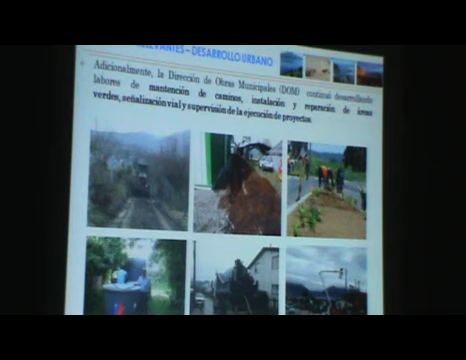 RELEVANTES – DESARROLLO URBANO
Adicionalmente, la Dirección de Obras Municipales (DOM) continuó desarrollando
labores de mantención de caminos, instalación y reparación de áreas
verdes, señalización vial y supervisión de la ejecución de proyectos.